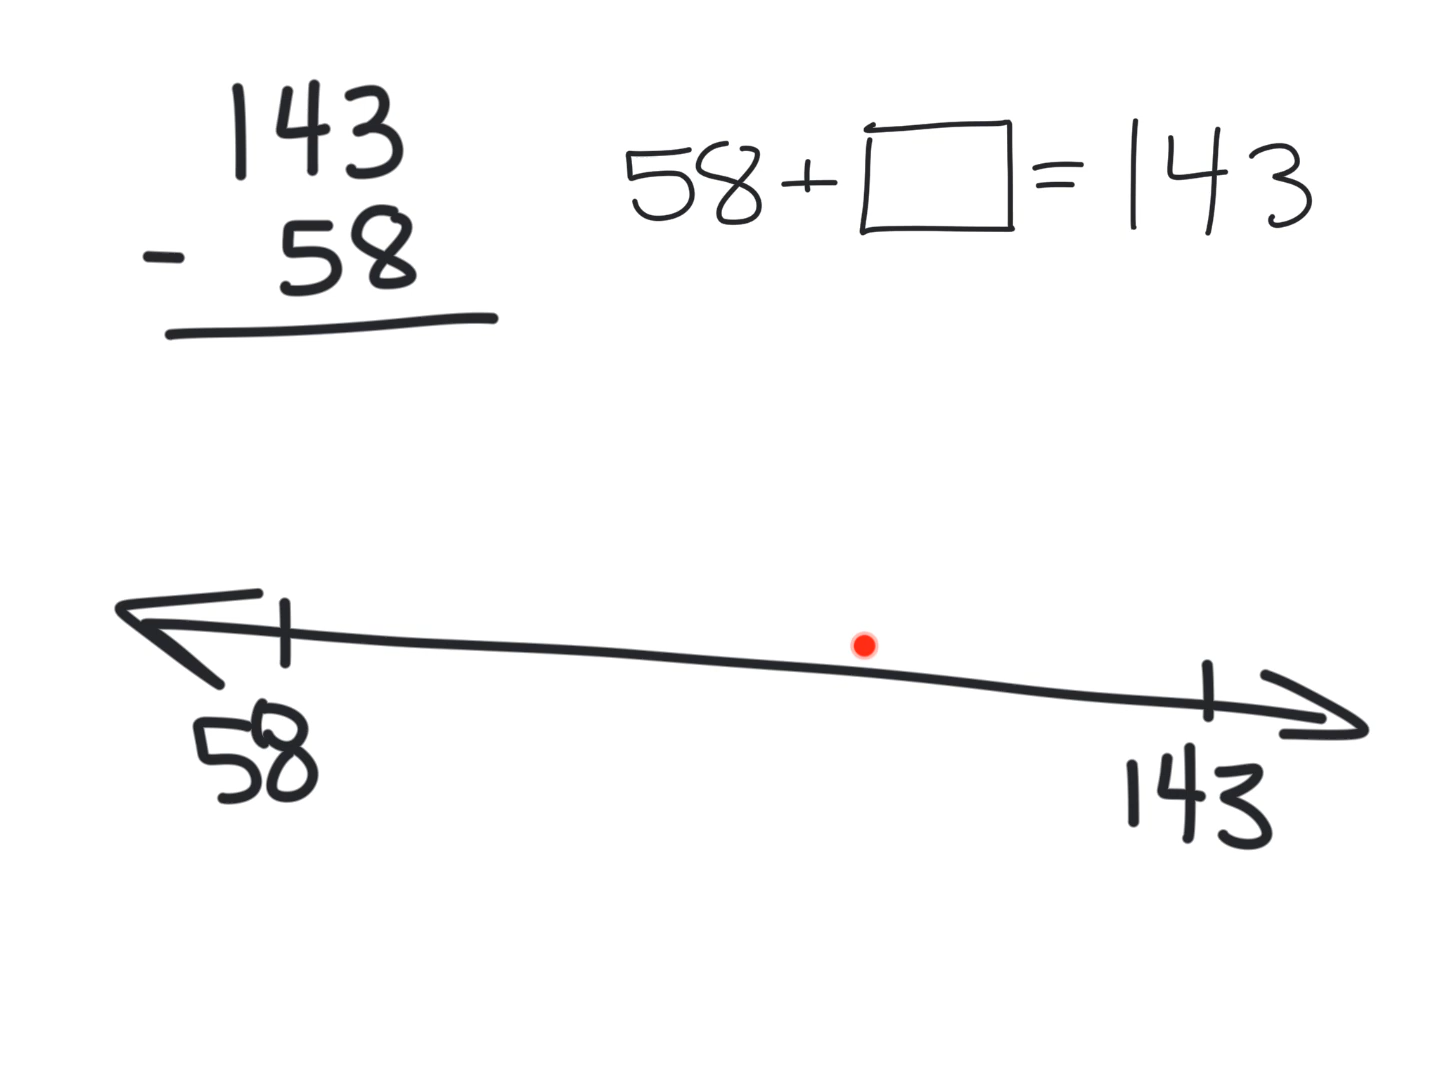 143
- 58
58 + □ = 143
58
143